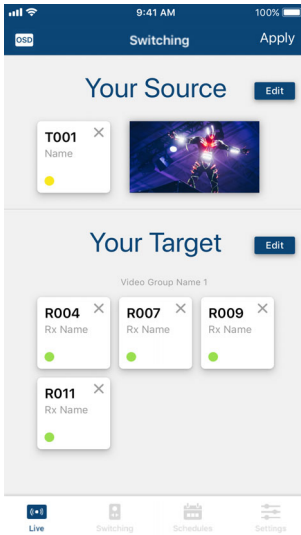 9:41 AM 100%
OSD Switching Apply
Your Source Edit
T001
Name
Your Target Edit
Video Group Name 1
R004 R007 R009
Rx Name Rx Name Rx Name
R011
Rx Name
Live Switching Schedules Settings